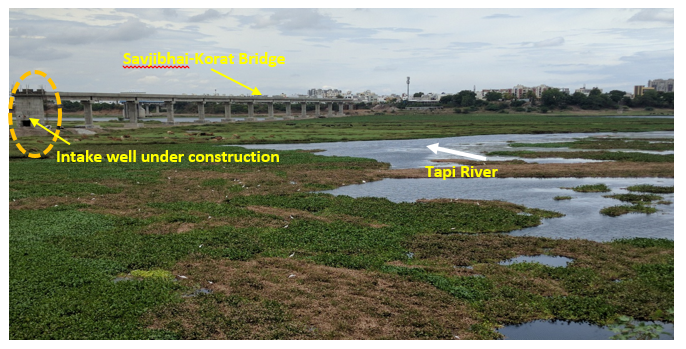 Savjibhai-Korat Bridge
Intake well under construction
Tapi River